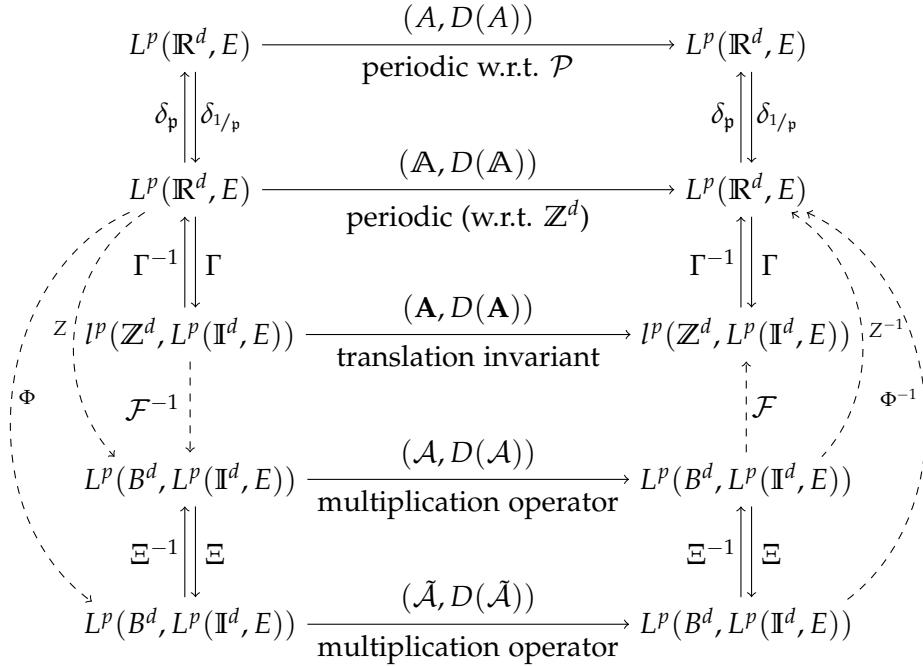 (A, D(A))
L^p(ℝ^d, E) L^p(ℝ^d, E)
periodic w.r.t. 𝒫
δ_𝔭 δ_{1/𝔭} δ_𝔭 δ_{1/𝔭}
(𝔸, D(𝔸))
L^p(ℝ^d, E) L^p(ℝ^d, E)
periodic (w.r.t. ℤ^d)
Γ^{-1} Γ Γ^{-1} Γ
(𝐀, D(𝐀))
Z l^p(ℤ^d, L^p(𝕀^d, E)) l^p(ℤ^d, L^p(𝕀^d, E)) Z^{-1}
translation invariant
Φ ℱ^{-1} ℱ Φ^{-1}
(𝒜, D(𝒜))
L^p(B^d, L^p(𝕀^d, E)) L^p(B^d, L^p(𝕀^d, E))
multiplication operator
Ξ^{-1} Ξ Ξ^{-1} Ξ
(𝒜̃, D(𝒜̃))
L^p(B^d, L^p(𝕀^d, E)) L^p(B^d, L^p(𝕀^d, E))
multiplication operator